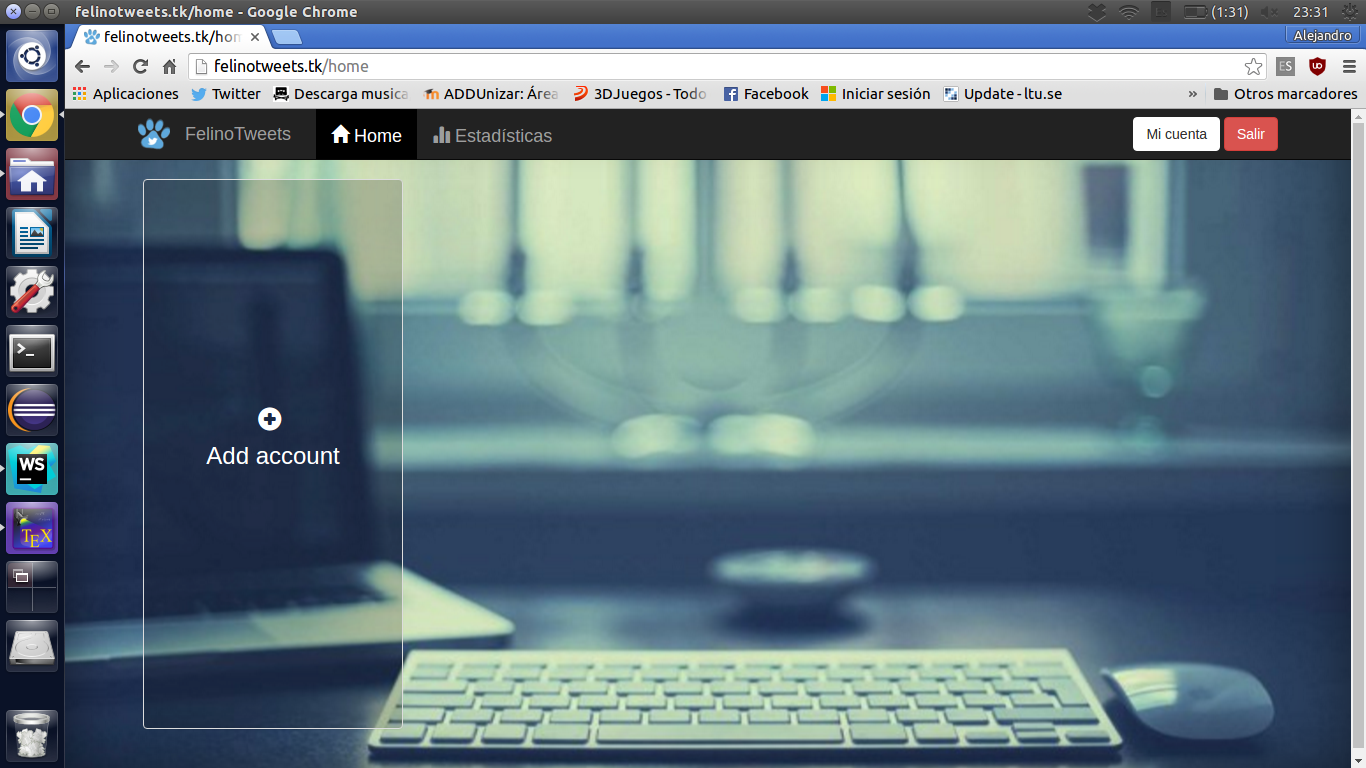 felinotweets.tk/home - Google Chrome
(1:31) 23:31
felinotweets.tk/hom
Alejandro
felinotweets.tk/home
ES
Aplicaciones Twitter Descarga musica ADDUnizar: Área 3DJuegos - Todo Facebook Iniciar sesión Update - ltu.se » Otros marcadores
FelinoTweets Home Estadísticas Mi cuenta Salir
Add account
>_
WS
TEX